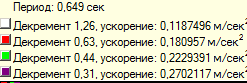 Период: 0,649 сек
Декремент 1,26, ускорение: 0,1187496 м/сек²
Декремент 0,63, ускорение: 0,180957 м/сек²
Декремент 0,44, ускорение: 0,2229391 м/сек²
Декремент 0,31, ускорение: 0,2702117 м/сек²